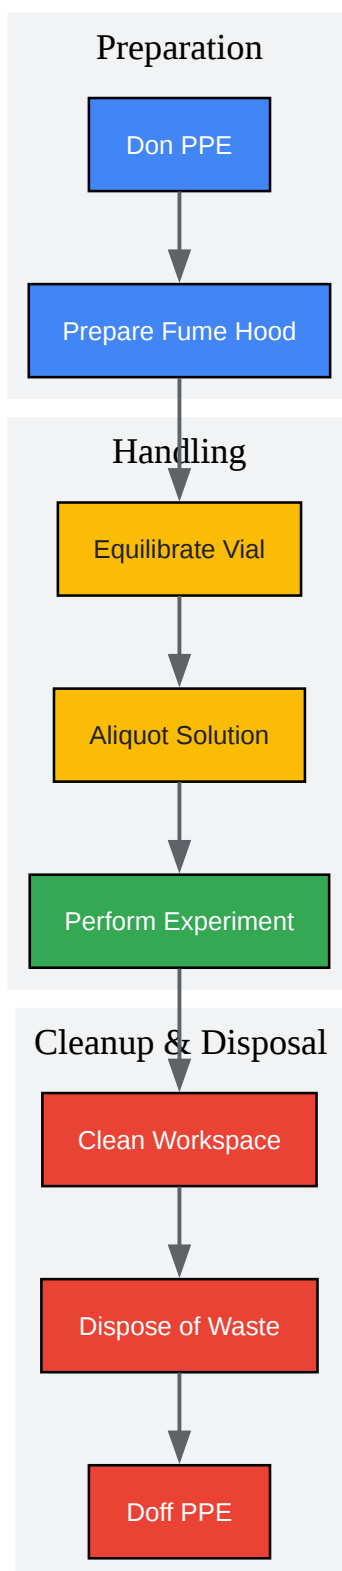 Preparation
Don PPE
Prepare Fume Hood
Handling
Equilibrate Vial
Aliquot Solution
Perform Experiment
Cleanup & Disposal
Clean Workspace
Dispose of Waste
Doff PPE